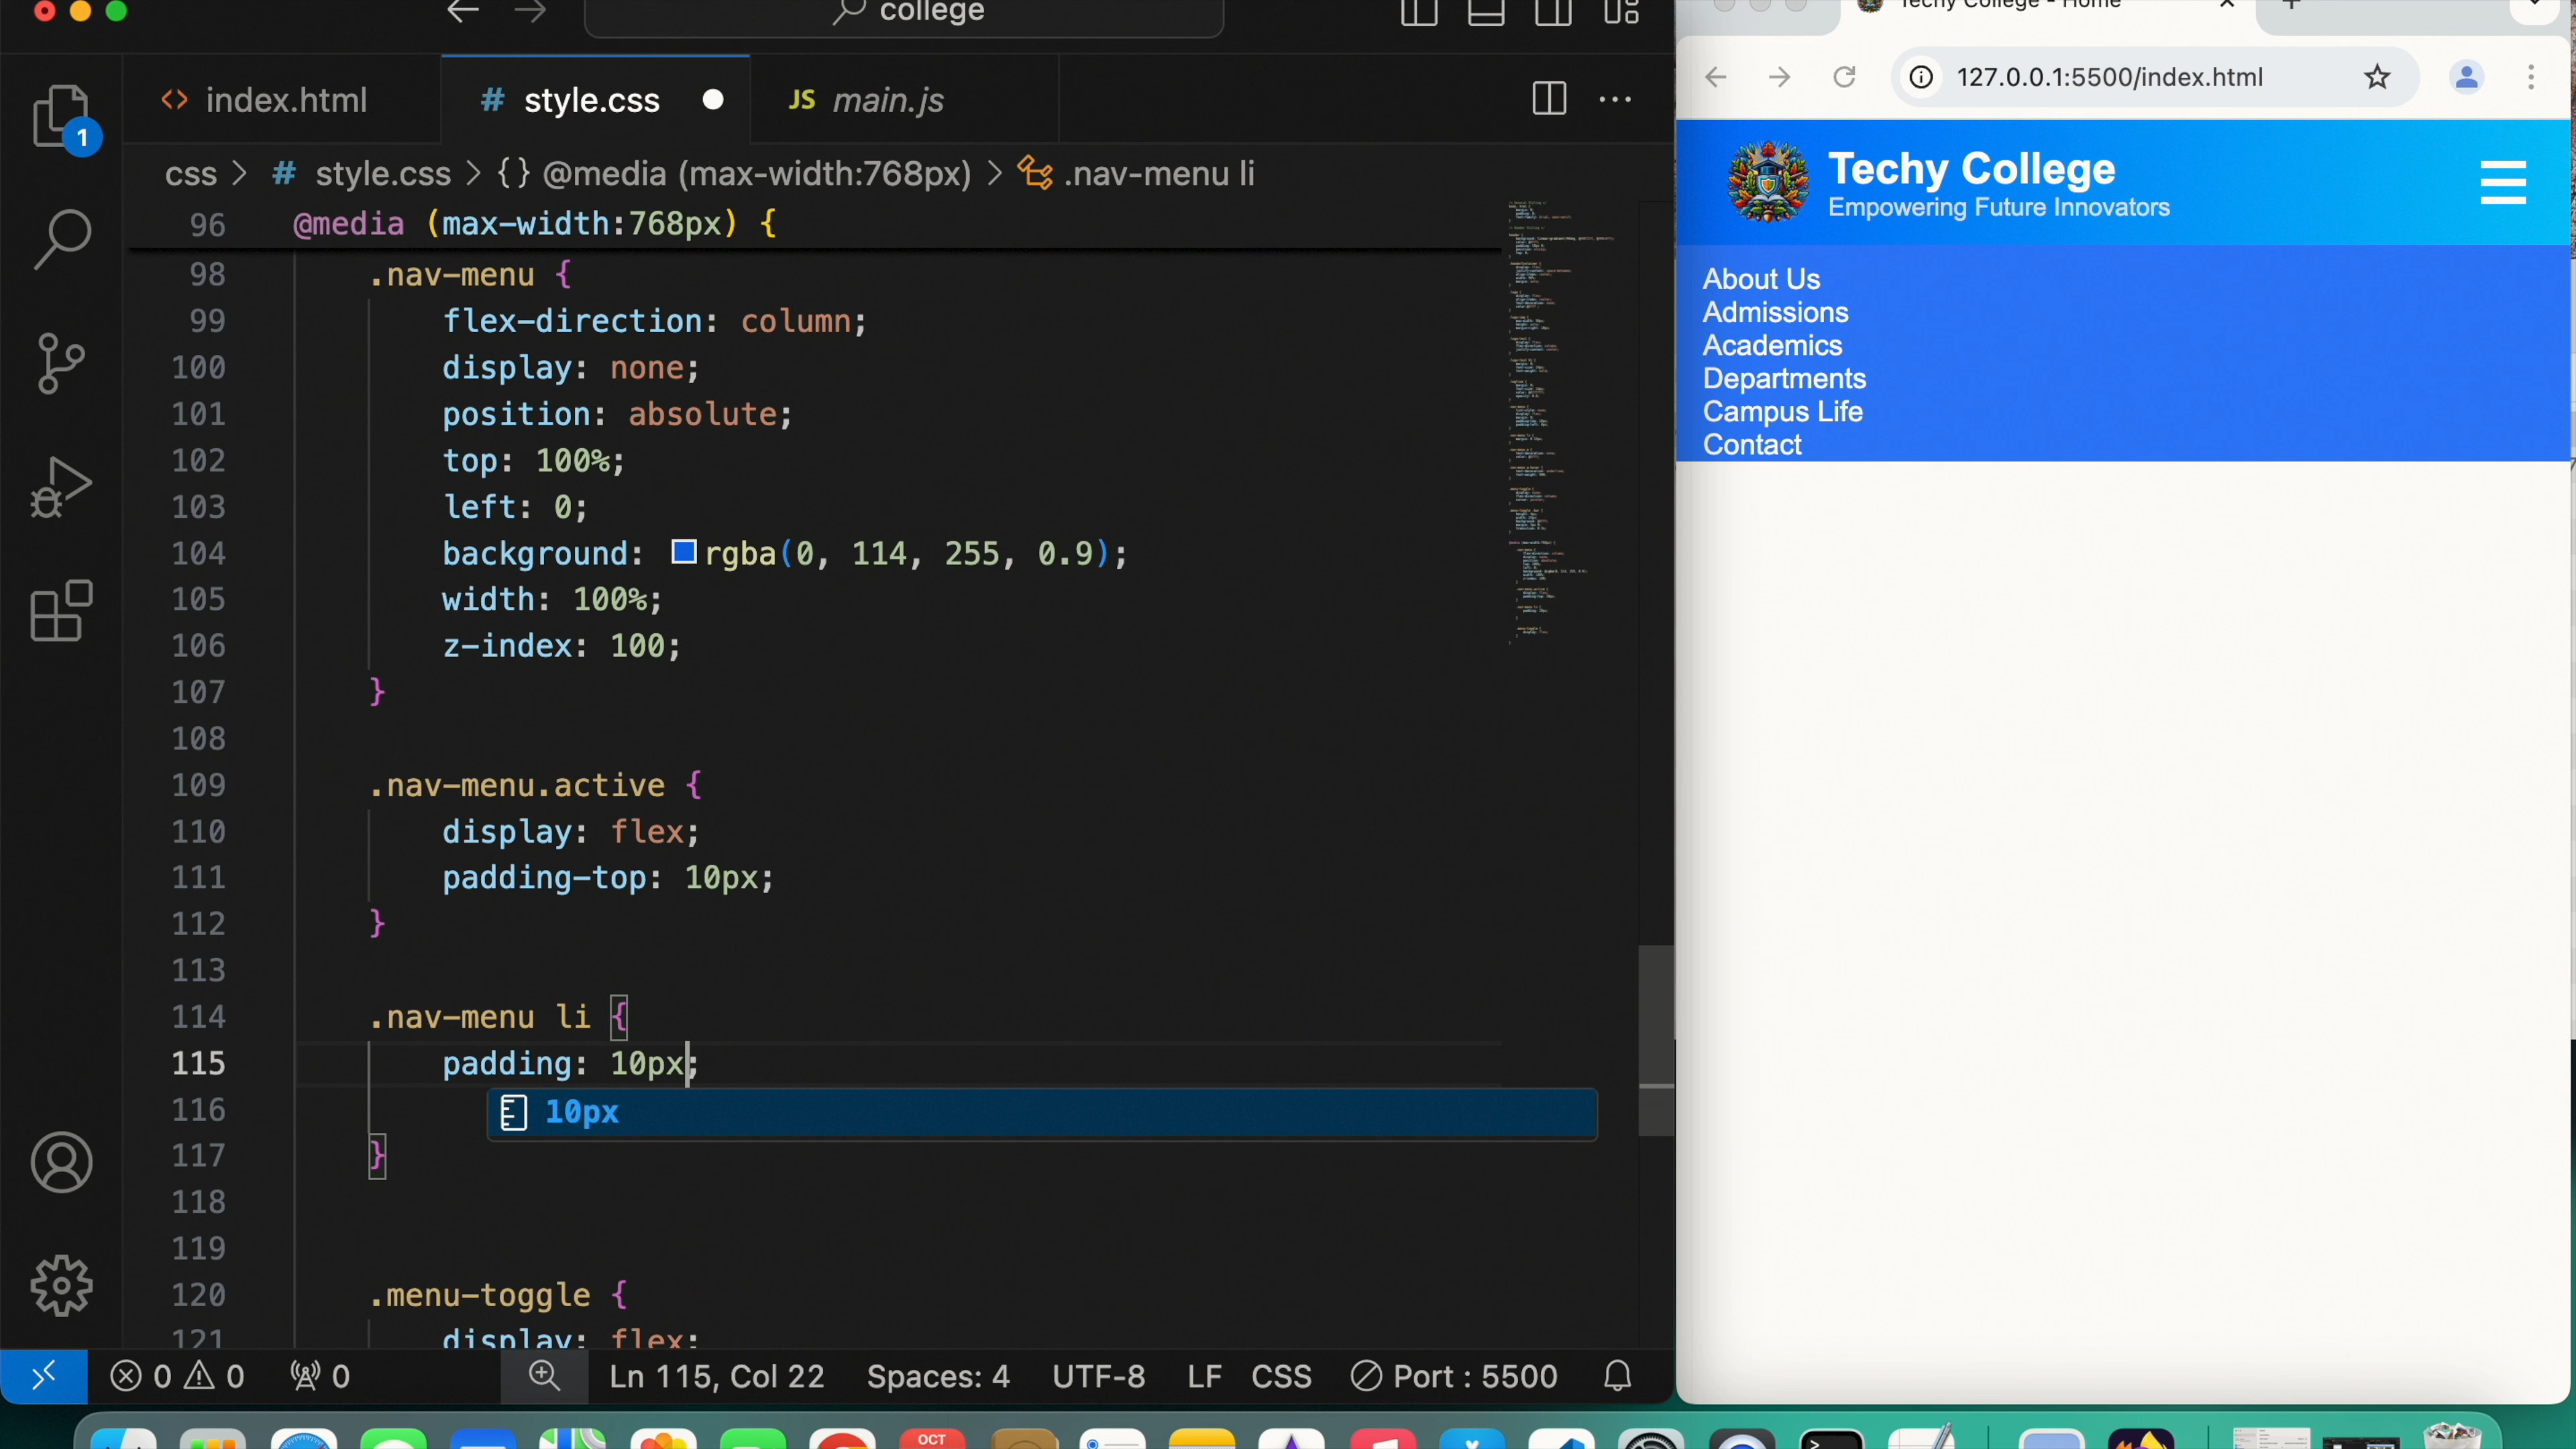 college
index.html
# style.css
JS main.js
css > # style.css > {} @media (max-width:768px) > .nav-menu li
96 @media (max-width:768px) {
98 .nav-menu {
99 flex-direction: column;
100 display: none;
101 position: absolute;
102 top: 100%;
103 left: 0;
104 background: rgba(0, 114, 255, 0.9);
105 width: 100%;
106 z-index: 100;
107 }
108
109 .nav-menu.active {
110 display: flex;
111 padding-top: 10px;
112 }
113
114 .nav-menu li {
115 padding: 10px;
116
10px
117 }
118
119
120 .menu-toggle {
121 display: flex;
1
0 0 0 Ln 115, Col 22 Spaces: 4 UTF-8 LF CSS Port : 5500
Techy College - Home
127.0.0.1:5500/index.html
Techy College
Empowering Future Innovators
About Us
Admissions
Academics
Departments
Campus Life
Contact
OCT